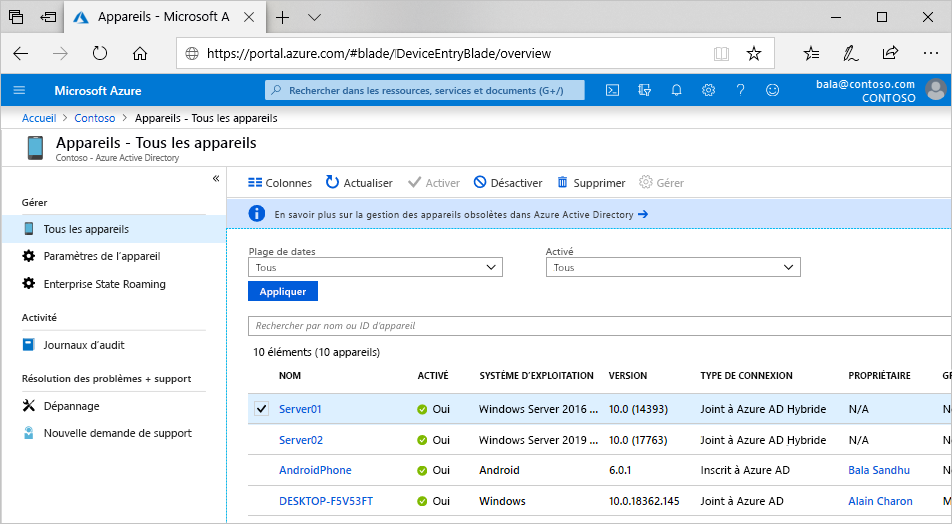 Appareils - Microsoft A
https://portal.azure.com/#blade/DeviceEntryBlade/overview
Microsoft Azure
Rechercher dans les ressources, services et documents (G+/)
bala@contoso.com
CONTOSO
Accueil > Contoso > Appareils - Tous les appareils
Appareils - Tous les appareils
Contoso - Azure Active Directory
Gérer
Tous les appareils
Paramètres de l'appareil
Enterprise State Roaming
Activité
Journaux d'audit
Résolution des problèmes + support
Dépannage
Nouvelle demande de support
Colonnes Actualiser Activer Désactiver Supprimer Gérer
En savoir plus sur la gestion des appareils obsolètes dans Azure Active Directory →
Plage de dates Activé
Tous Tous
Appliquer
Rechercher par nom ou ID d'appareil
10 éléments (10 appareils)
NOM ACTIVÉ SYSTÈME D'EXPLOITATION VERSION TYPE DE CONNEXION PROPRIÉTAIRE
Server01 Oui Windows Server 2016 ... 10.0 (14393) Joint à Azure AD Hybride N/A
Server02 Oui Windows Server 2019 ... 10.0 (17763) Joint à Azure AD Hybride N/A
AndroidPhone Oui Android 6.0.1 Inscrit à Azure AD Bala Sandhu
DESKTOP-F5V53FT Oui Windows 10.0.18362.145 Joint à Azure AD Alain Charon